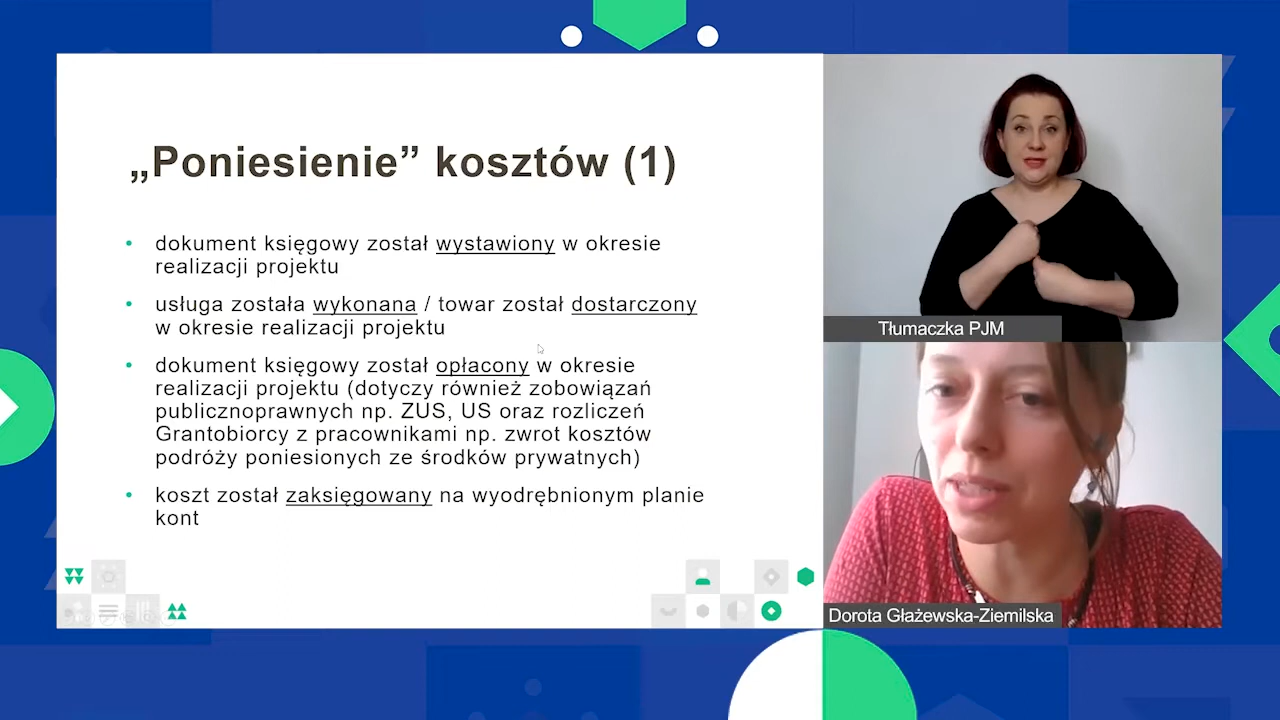 „Poniesienie” kosztów (1)
• dokument księgowy został wystawiony w okresie
realizacji projektu
• usługa została wykonana / towar został dostarczony
w okresie realizacji projektu
• dokument księgowy został opłacony w okresie
realizacji projektu (dotyczy również zobowiązań
publicznoprawnych np. ZUS, US oraz rozliczeń
Grantobiorcy z pracownikami np. zwrot kosztów
podróży poniesionych ze środków prywatnych)
• koszt został zaksięgowany na wyodrębnionym planie
kont
Tłumaczka PJM
Dorota Głażewska-Ziemilska